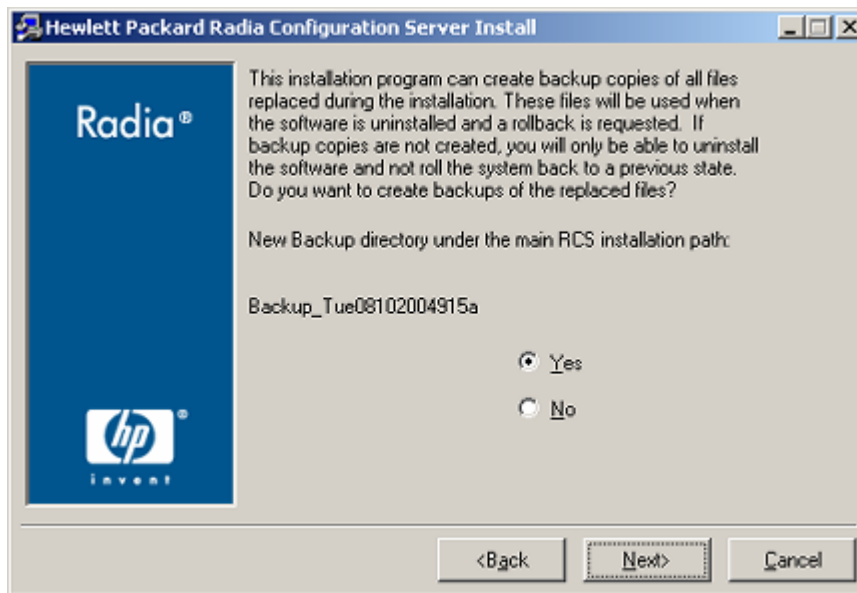 Hewlett Packard Radia Configuration Server Install
Radia®
This installation program can create backup copies of all files
replaced during the installation. These files will be used when
the software is uninstalled and a rollback is requested. If
backup copies are not created, you will only be able to uninstall
the software and not roll the system back to a previous state.
Do you want to create backups of the replaced files?
New Backup directory under the main RCS installation path:
Backup_Tue08102004915a
Yes
No
hp®
invent
<Back
Next>
Cancel